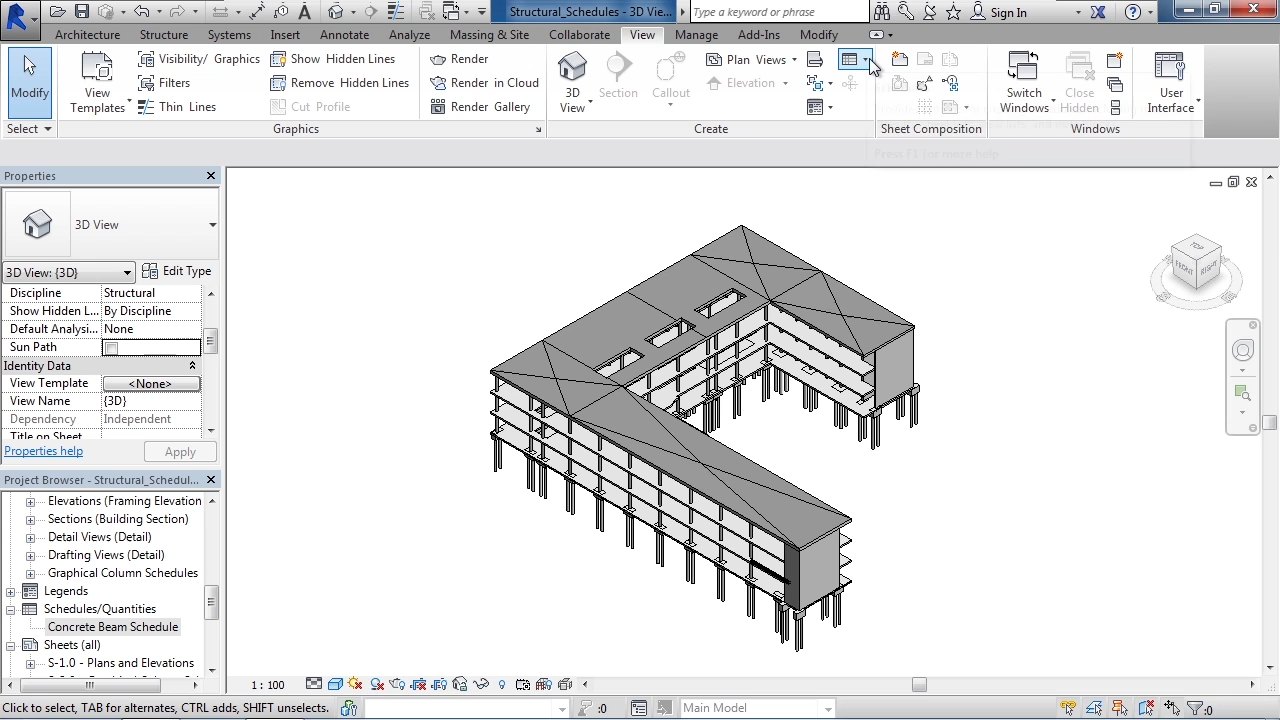 Structural_Schedules - 3D Vie...
Type a keyword or phrase
Sign In
Architecture Structure Systems Insert Annotate Analyze Massing & Site Collaborate View Manage Add-Ins Modify
Modify
Select
View Templates
Visibility/ Graphics
Filters
Thin Lines
Show Hidden Lines
Remove Hidden Lines
Cut Profile
Render
Render in Cloud
Render Gallery
Graphics
3D View
Section
Callout
Plan Views
Elevation
Create
Sheet Composition
Switch Windows
Close Hidden
User Interface
Windows
Press F1 for more help
Properties
3D View
3D View: {3D}
Edit Type
Discipline Structural
Show Hidden L... By Discipline
Default Analysi... None
Sun Path
Identity Data
View Template <None>
View Name {3D}
Dependency Independent
Title on Sheet
Properties help
Apply
Project Browser - Structural_Schedul...
Elevations (Framing Elevation
Sections (Building Section)
Detail Views (Detail)
Drafting Views (Detail)
Graphical Column Schedules
Legends
Schedules/Quantities
Concrete Beam Schedule
Sheets (all)
S-1.0 - Plans and Elevations
TOP
FRONT
RIGHT
1 : 100
Click to select, TAB for alternates, CTRL adds, SHIFT unselects.
:0
Main Model
:0